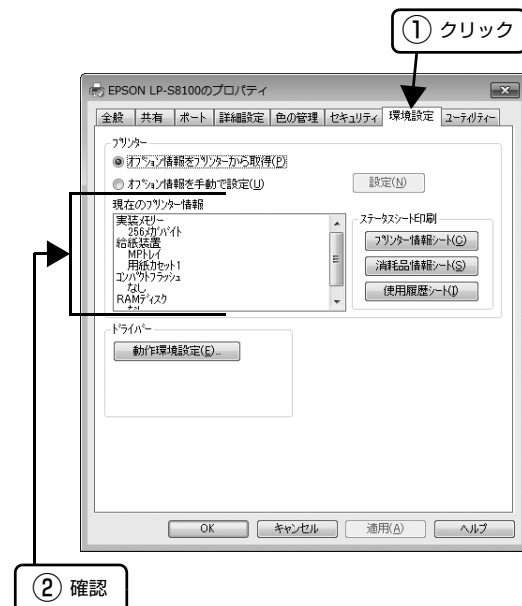 ① クリック
EPSON LP-S8100のプロパティ
全般 共有 ポート 詳細設定 色の管理 セキュリティ 環境設定 ユーティリティー
プリンター
オプション情報をプリンターから取得(P)
オプション情報を手動で設定(U)
設定(N)
現在のプリンター情報
実装メモリー
256メガバイト
給紙装置
MPトレイ
用紙カセット1
コンパクトフラッシュ
なし
RAMディスク
なし
ステータスシート印刷
プリンター情報シート(C)
消耗品情報シート(S)
使用履歴シート(I)
ドライバー
動作環境設定(E)...
OK キャンセル 適用(A) ヘルプ
② 確認